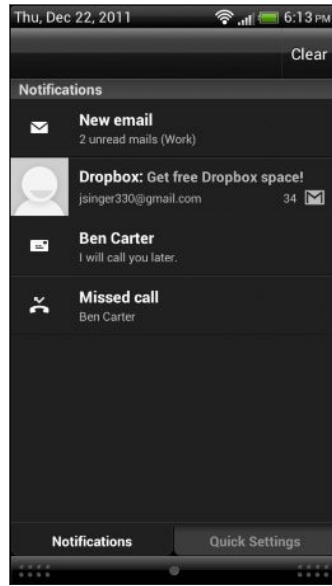 Thu, Dec 22, 2011 6:13 PM
Clear
Notifications
New email
2 unread mails (Work)
Dropbox: Get free Dropbox space!
jsinger330@gmail.com 34
Ben Carter
I will call you later.
Missed call
Ben Carter
Notifications Quick Settings